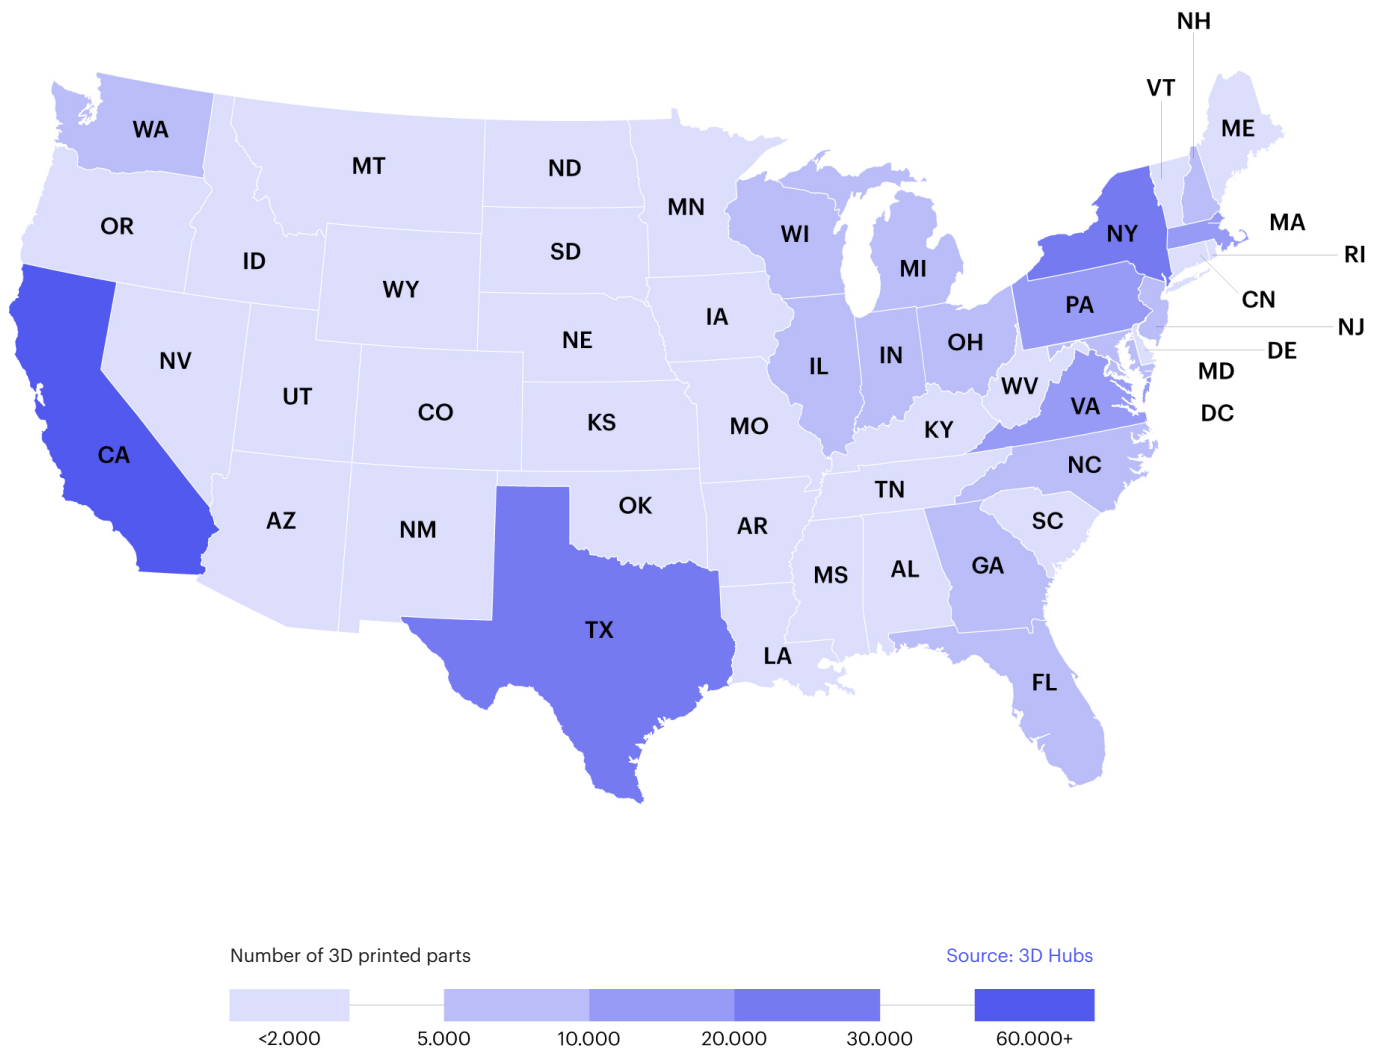 NH
VT
ME
WA
MT
ND
MN
OR
ID
SD
WI
MI
NY
MA
RI
WY
CN
IA
PA
NJ
NE
NV
OH
DE
IL
IN
MD
UT
CO
WV
VA
DC
KS
MO
KY
CA
NC
TN
OK
AZ
NM
AR
SC
MS
AL
GA
TX
LA
FL
Number of 3D printed parts
Source: 3D Hubs
<2.000 5.000 10.000 20.000 30.000 60.000+